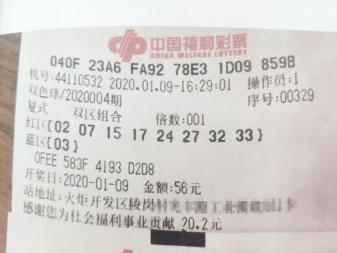 中国福利彩票
CHINA WELFARE LOTTERY
040F 23A6 FA92 78E3 1D09 859B
机号:44110532 2020.01.09-16:29:01 操作员:1
双色球/2020004期 序号:00329
复式 双区组合 倍数:001
红区{02 07 15 17 24 27 32 33}
蓝区{03}
0FEE 583F 4193 D2D8
开奖日:2020-01-09 金额:56元
站地址:火炬开发区陵岗
感谢您为社会福利事业贡献 20.2元